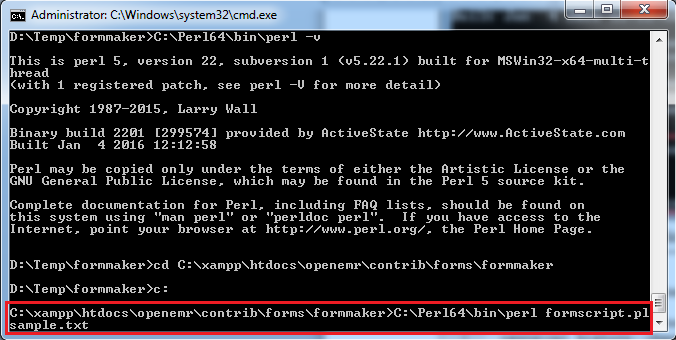 Administrator: C:\Windows\system32\cmd.exe
D:\Temp\formmaker>C:\Perl64\bin\perl -v
This is perl 5, version 22, subversion 1 (v5.22.1) built for MSWin32-x64-multi-t
hread
(with 1 registered patch, see perl -V for more detail)
Copyright 1987-2015, Larry Wall
Binary build 2201 [299574] provided by ActiveState http://www.ActiveState.com
Built Jan  4 2016 12:12:58
Perl may be copied only under the terms of either the Artistic License or the
GNU General Public License, which may be found in the Perl 5 source kit.
Complete documentation for Perl, including FAQ lists, should be found on
this system using "man perl" or "perldoc perl".  If you have access to the
Internet, point your browser at http://www.perl.org/, the Perl Home Page.
D:\Temp\formmaker>cd C:\xampp\htdocs\openemr\contrib\forms\formmaker
D:\Temp\formmaker>c:
C:\xampp\htdocs\openemr\contrib\forms\formmaker>C:\Perl64\bin\perl formscript.pl
sample.txt